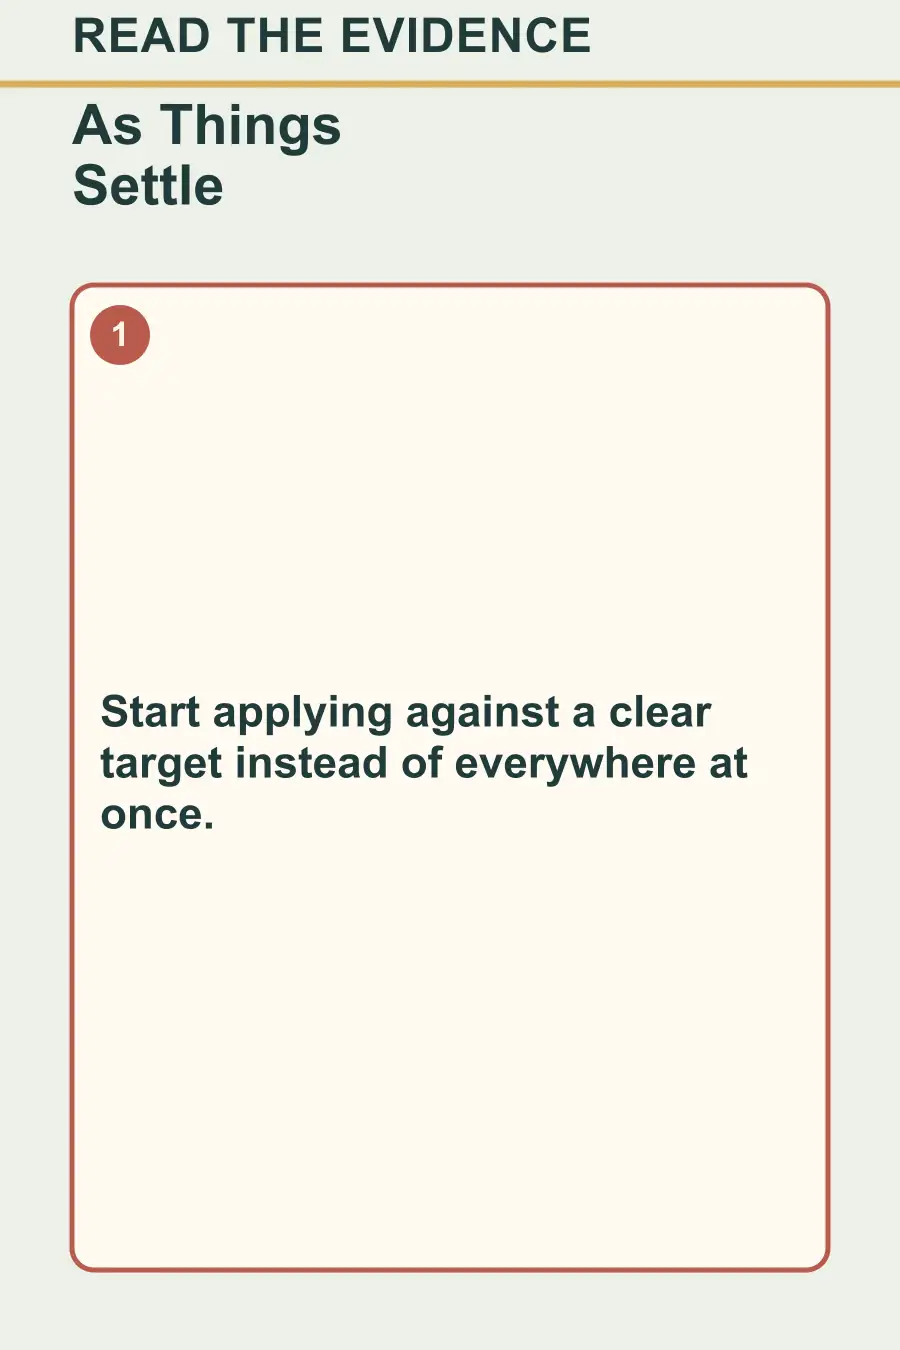 READ THE EVIDENCE
As Things
Settle
1
Start applying against a clear
target instead of everywhere at
once.